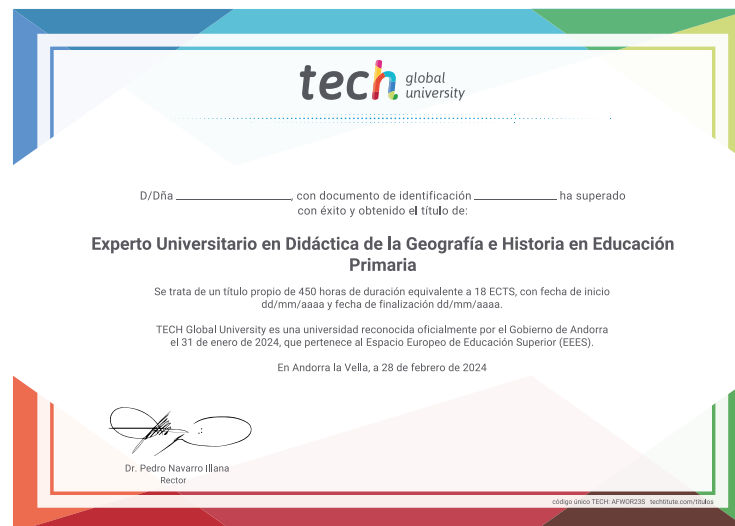 tech global university
D/Dña ______________, con documento de identificación ______________ ha superado
con éxito y obtenido el título de:
Experto Universitario en Didáctica de la Geografía e Historia en Educación
Primaria
Se trata de un título propio de 450 horas de duración equivalente a 18 ECTS, con fecha de inicio
dd/mm/aaaa y fecha de finalización dd/mm/aaaa.
TECH Global University es una universidad reconocida oficialmente por el Gobierno de Andorra
el 31 de enero de 2024, que pertenece al Espacio Europeo de Educación Superior (EEES).
En Andorra la Vella, a 28 de febrero de 2024
Dr. Pedro Navarro Illana
Rector
código único TECH: AFWOR23S techtitute.com/titulos